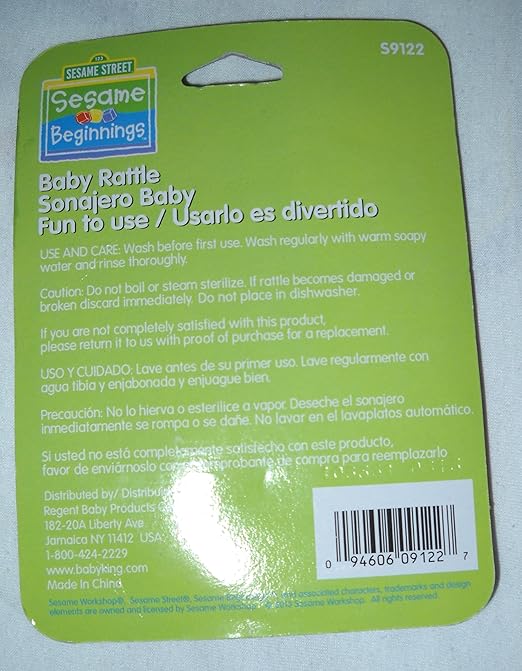 123
SESAME STREET
S9122
Sesame
Beginnings™
Baby Rattle
Sonajero Baby
Fun to use / Usarlo es divertido
USE AND CARE: Wash before first use. Wash regularly with warm soapy
water and rinse thoroughly.
Caution: Do not boil or steam sterilize. If rattle becomes damaged or
broken discard immediately. Do not place in dishwasher.
If you are not completely satisfied with this product,
please return it to us with proof of purchase for a replacement.
USO Y CUIDADO: Lave antes de su primer uso. Lave regularmente con
agua tibia y enjabonada y enjuague bien.
Precaución: No lo hierva o esterilice a vapor. Deseche el sonajero
inmediatamente se rompa o se dañe. No lavar en el lavaplatos automático.
Si usted no está completamente satisfecho con este producto,
favor de enviárnoslo con comprobante de compra para reemplazarlo
Distributed by/
Regent Baby Products
182-20A Liberty Ave
Jamaica NY 11412 USA
1-800-424-2229
www.babyking.com
Made in China
0 94606 09122 7
Sesame Workshop®, Sesame Street®, and associated characters, trademarks and design
elements are owned and licensed by Sesame Workshop. © 2013 Sesame Workshop. All rights reserved.